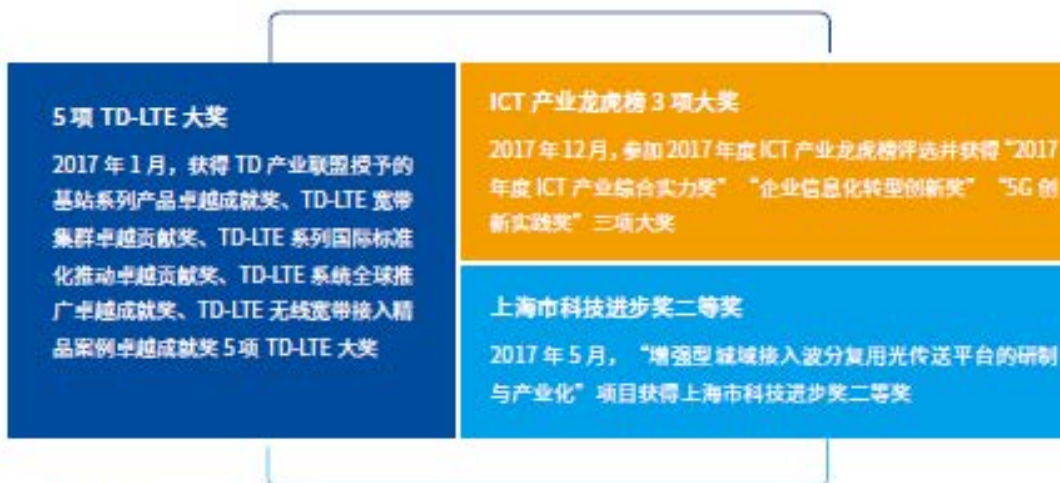 5项 TD-LTE 大奖
2017 年 1 月，获得 TD 产业联盟授予的
基站系列产品卓越成就奖、TD-LTE 宽带
集群卓越贡献奖、TD-LTE 系列国际标准
化推动卓越贡献奖、TD-LTE 系统全球推
广卓越成就奖、TD-LTE 无线宽带接入精
品案例卓越成就奖 5项 TD-LTE 大奖
ICT 产业龙虎榜 3 项大奖
2017 年 12月，参加 2017 年度 ICT 产业龙虎榜评选并获得“2017
年度 ICT 产业综合实力奖”“企业信息化转型创新奖”“5G 创
新实践奖”三项大奖
上海市科技进步奖二等奖
2017 年 5 月，“增强型城域接入波分复用光传送平台的研制
与产业化”项目获得上海市科技进步奖二等奖